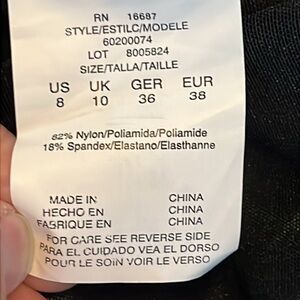 RN 16687
STYLE/ESTILC/MODELE
60200074
LOT 8005824
SIZE/TALLA/TAILLE
US UK GER EUR
8 10 36 38
82% Nylon/Poliamida/Poliamide
18% Spandex/Elastano/Elasthanne
MADE IN CHINA
HECHO EN CHINA
FABRIQUE EN CHINA
FOR CARE SEE REVERSE SIDE
PARA EL CUIDADO VEA EL DORSO
POUR LE SOIN VOIR LE VERSO